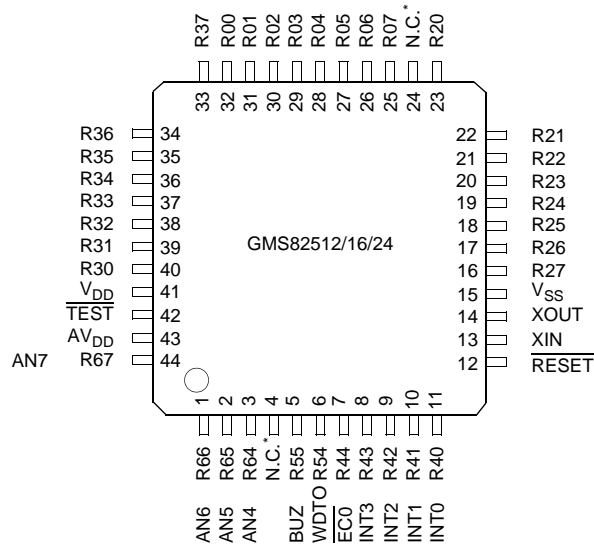 R37 R00 R01 R02 R03 R04 R05 R06 R07 N.C.* R20
33 32 31 30 29 28 27 26 25 24 23
R36 34 22 R21
R35 35 21 R22
R34 36 20 R23
R33 37 19 R24
R32 38 18 R25
R31 39 GMS82512/16/24 17 R26
R30 40 16 R27
VDD 41 15 VSS
TEST 42 14 XOUT
AVDD 43 13 XIN
AN7 R67 44 12 RESET
1 2 3 4 5 6 7 8 9 10 11
R66 R65 R64 N.C.* R55 R54 R44 R43 R42 R41 R40
AN6 AN5 AN4 BUZ WDTO EC0 INT3 INT2 INT1 INT0